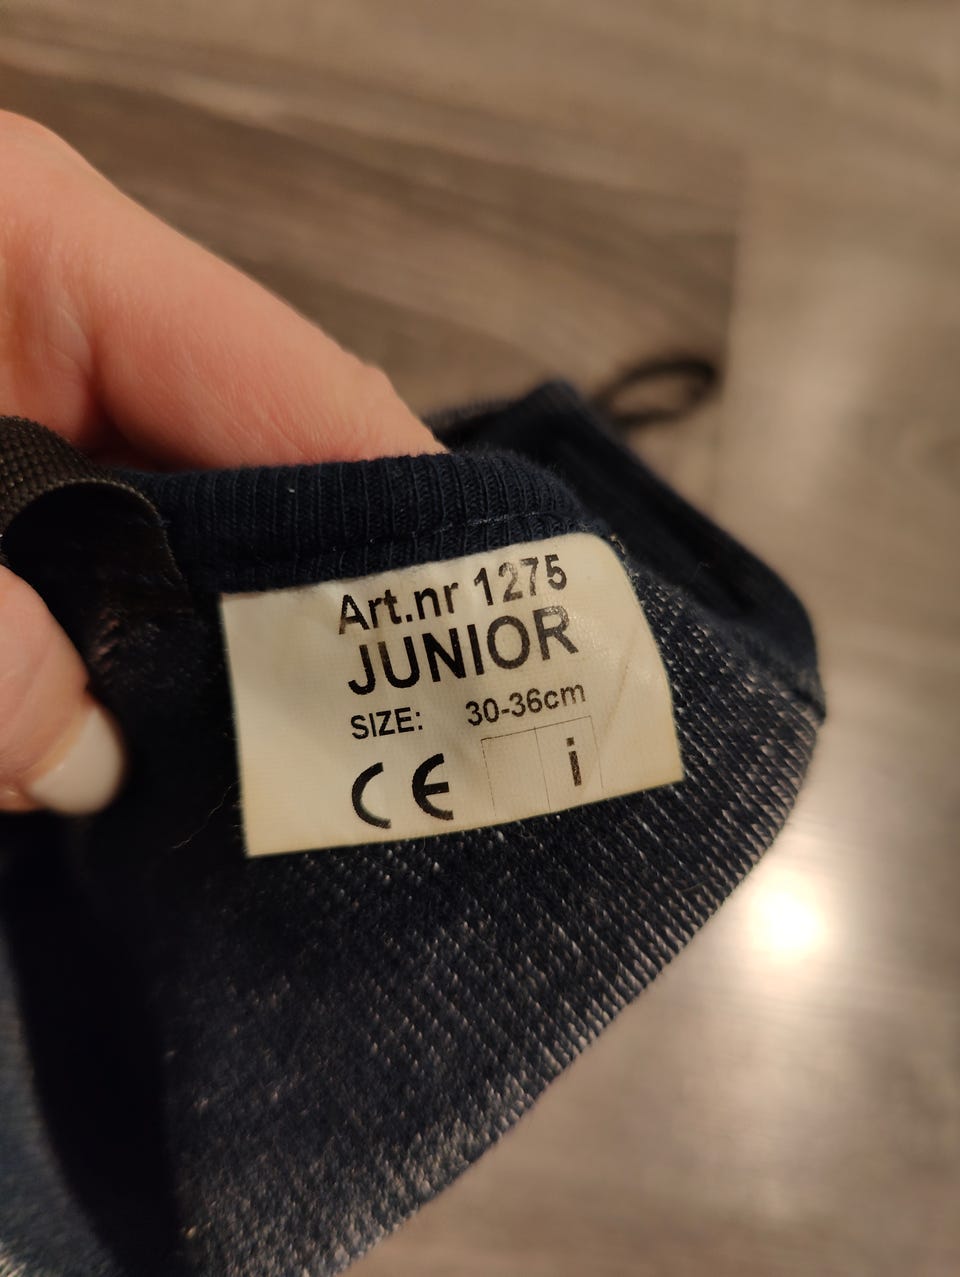 Art.nr 1275
JUNIOR
SIZE: 30-36cm
CE i